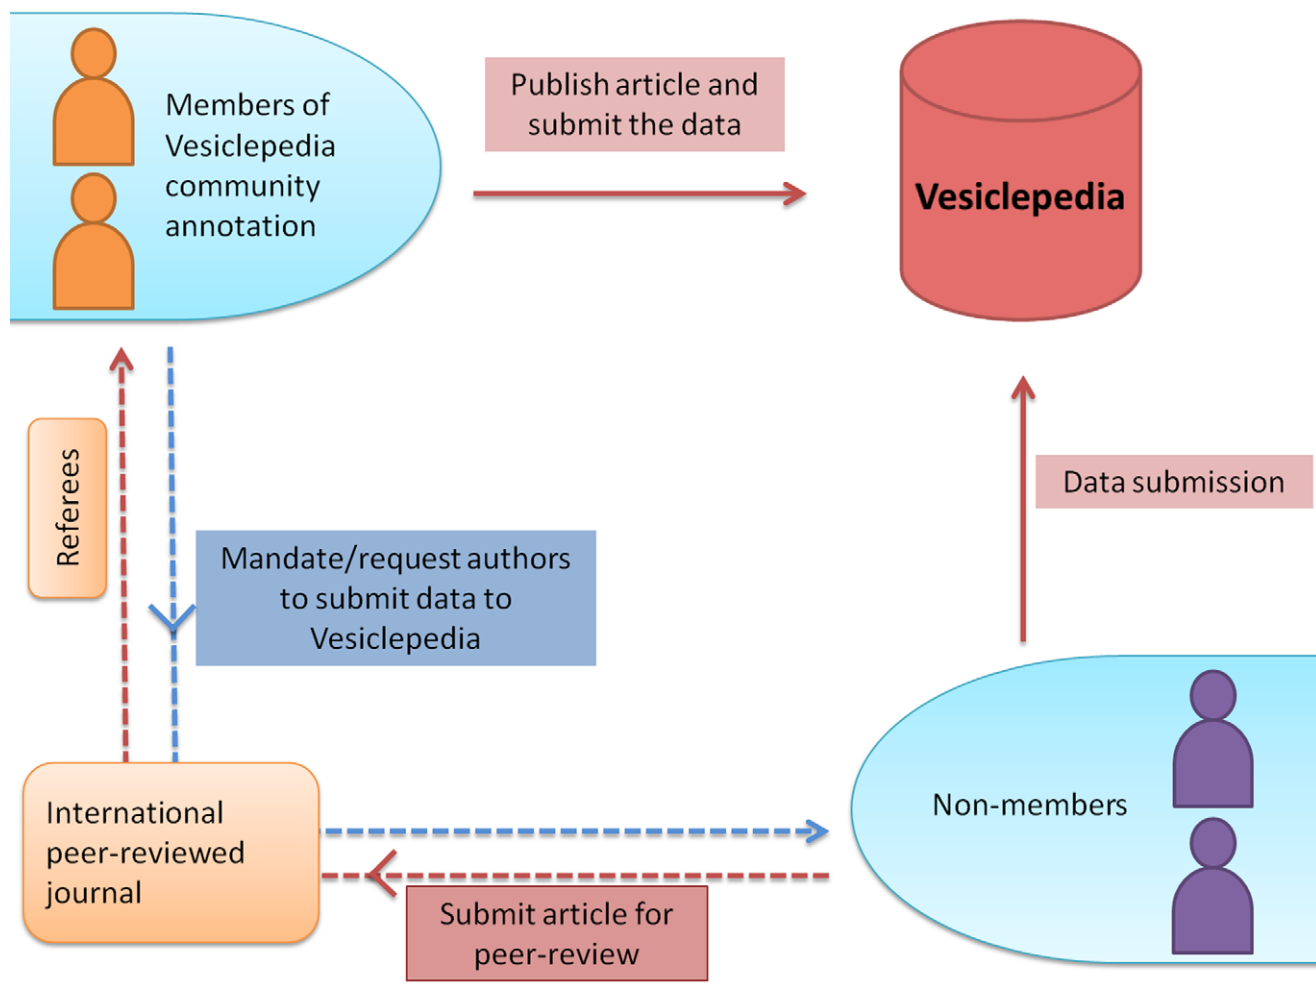 Members of
Vesiclepedia
community
annotation
Publish article and
submit the data
Vesiclepedia
Referees
Mandate/request authors
to submit data to
Vesiclepedia
Data submission
International
peer-reviewed
journal
Non-members
Submit article for
peer-review